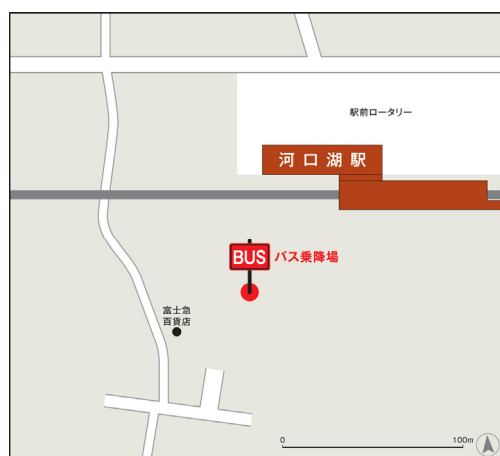 駅前ロータリー
河口湖駅
BUS バス乗降場
富士急
百貨店
0 100m